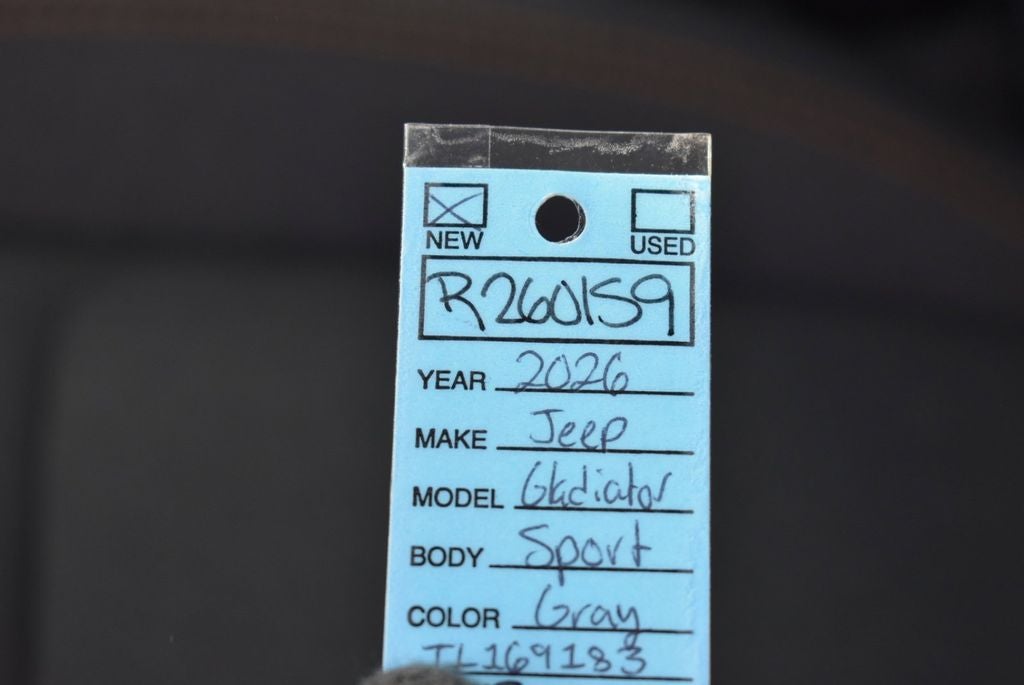 NEW USED
R260159
YEAR 2026
MAKE Jeep
MODEL Gladiator
BODY Sport
COLOR Gray
TL169183